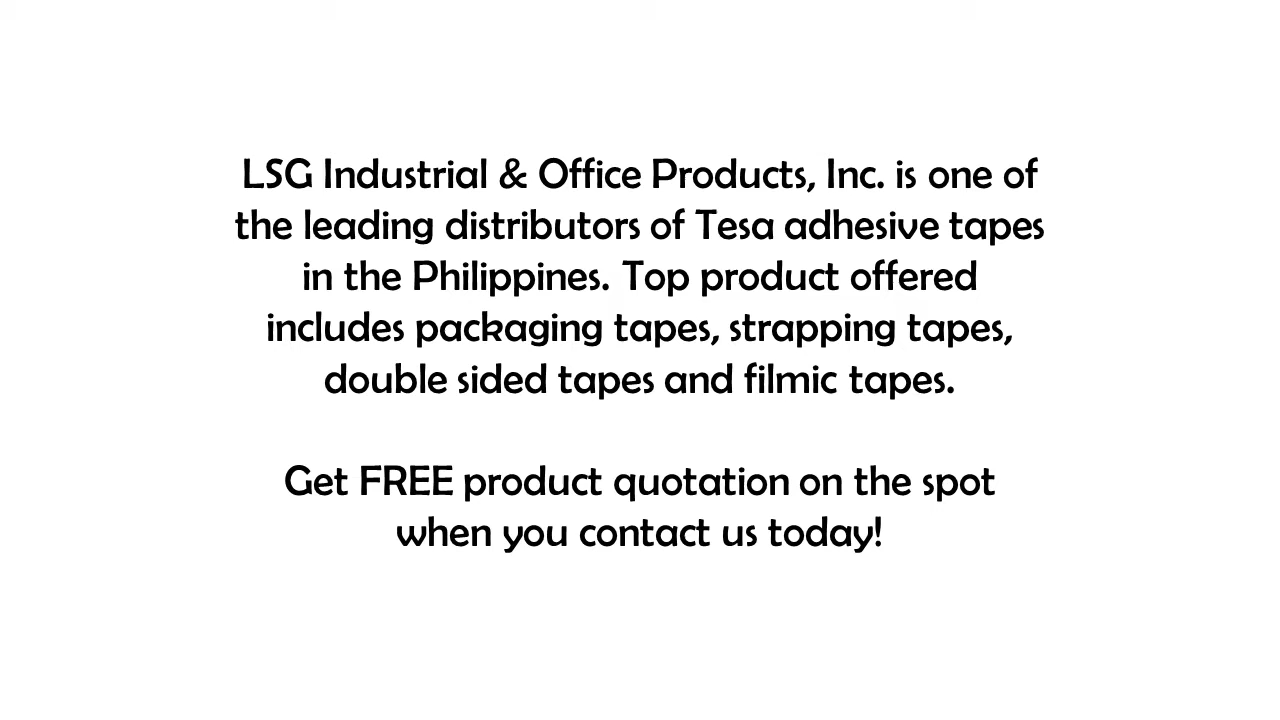 LSG Industrial & Office Products, Inc. is one of
the leading distributors of Tesa adhesive tapes
in the Philippines. Top product offered
includes packaging tapes, strapping tapes,
double sided tapes and filmic tapes.
Get FREE product quotation on the spot
when you contact us today!